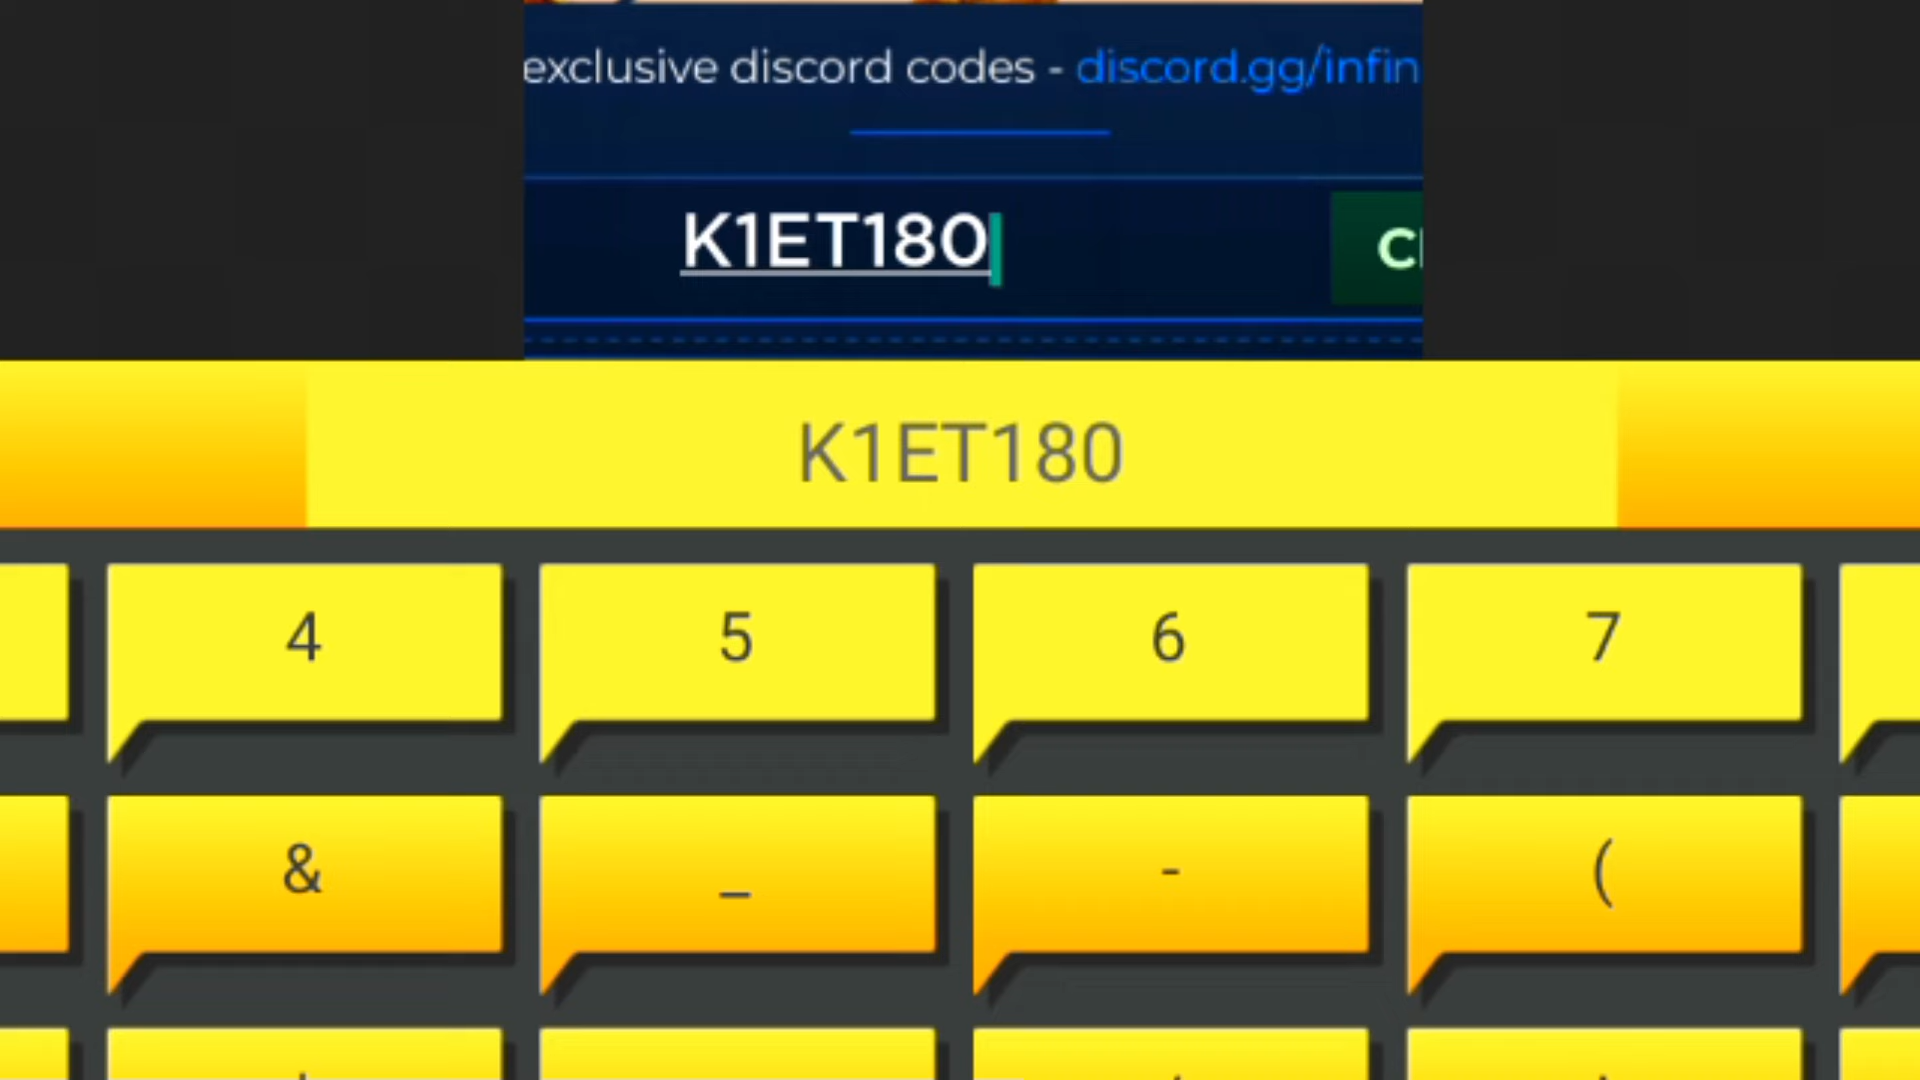 exclusive discord codes - discord.gg/infin
K1ET180
K1ET180
4 5 6 7
& _ - (